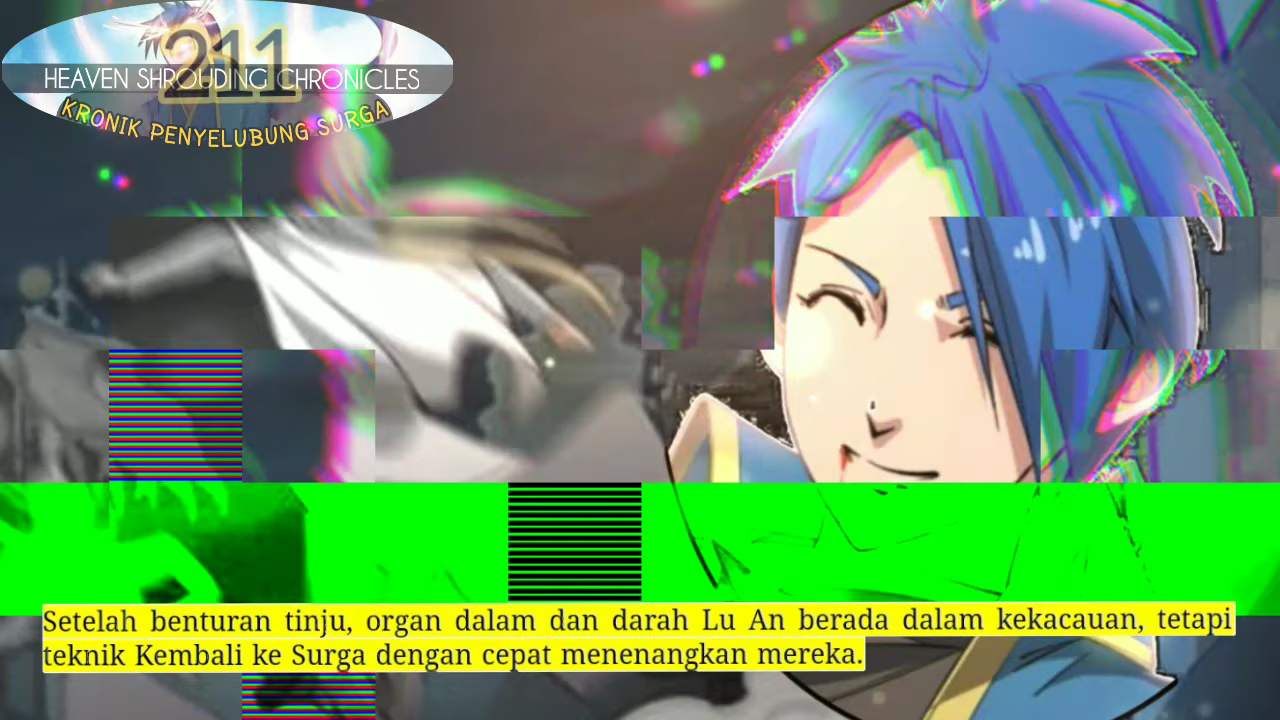 211
HEAVEN SHROUDING CHRONICLES
KRONIK PENYELUBUNG SURGA
Setelah benturan tinju, organ dalam dan darah Lu An berada dalam kekacauan, tetapi
teknik Kembali ke Surga dengan cepat menenangkan mereka.